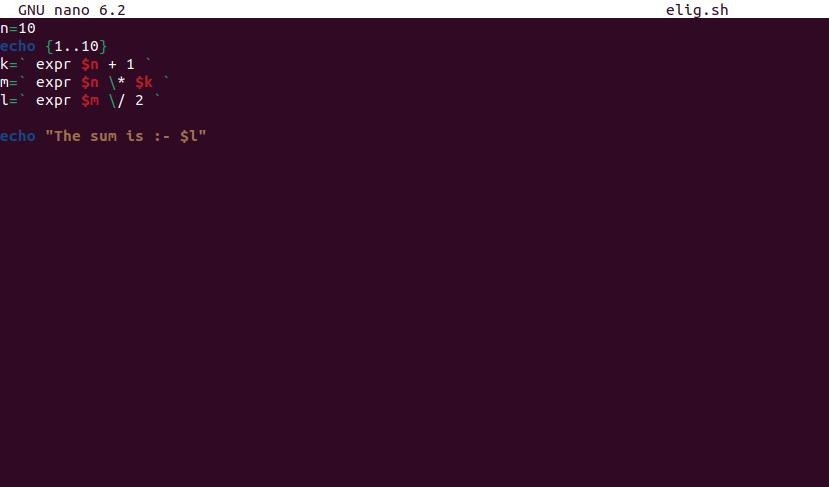 GNU nano 6.2 elig.sh
n=10
echo {1..10}
k=` expr $n + 1 `
m=` expr $n \* $k `
l=` expr $m \/ 2 `
echo "The sum is :- $l"